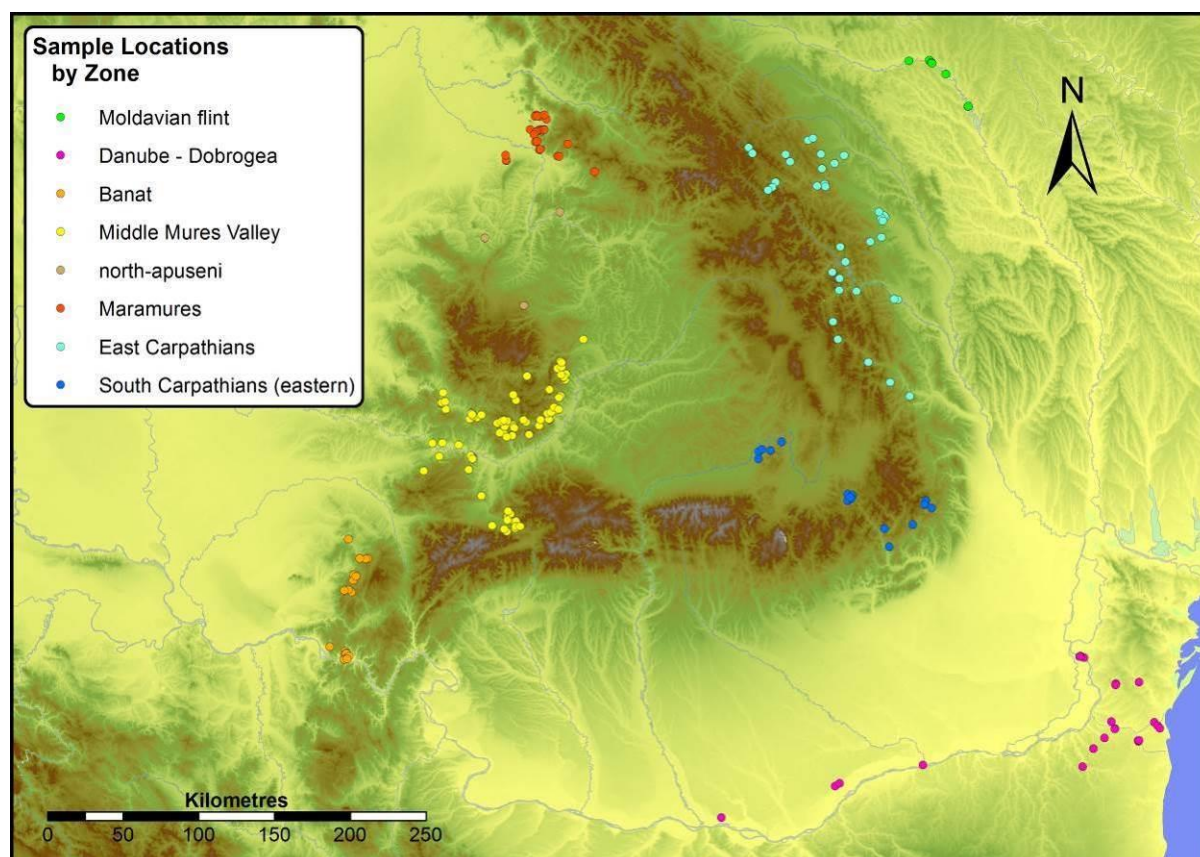 Sample Locations
by Zone
Moldavian flint
Danube - Dobrogea
Banat
Middle Mures Valley
north-apuseni
Maramures
East Carpathians
South Carpathians (eastern)
N
Kilometres
0 50 100 150 200 250